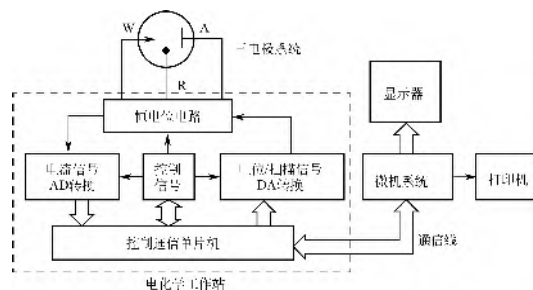 W
A
三电极系统
R
恒电位电路
显示器
电流信号
AD转换
控制
信号
电位/扫描信号
DA转换
微机系统
打印机
控制通信单片机
通信线
电化学工作站